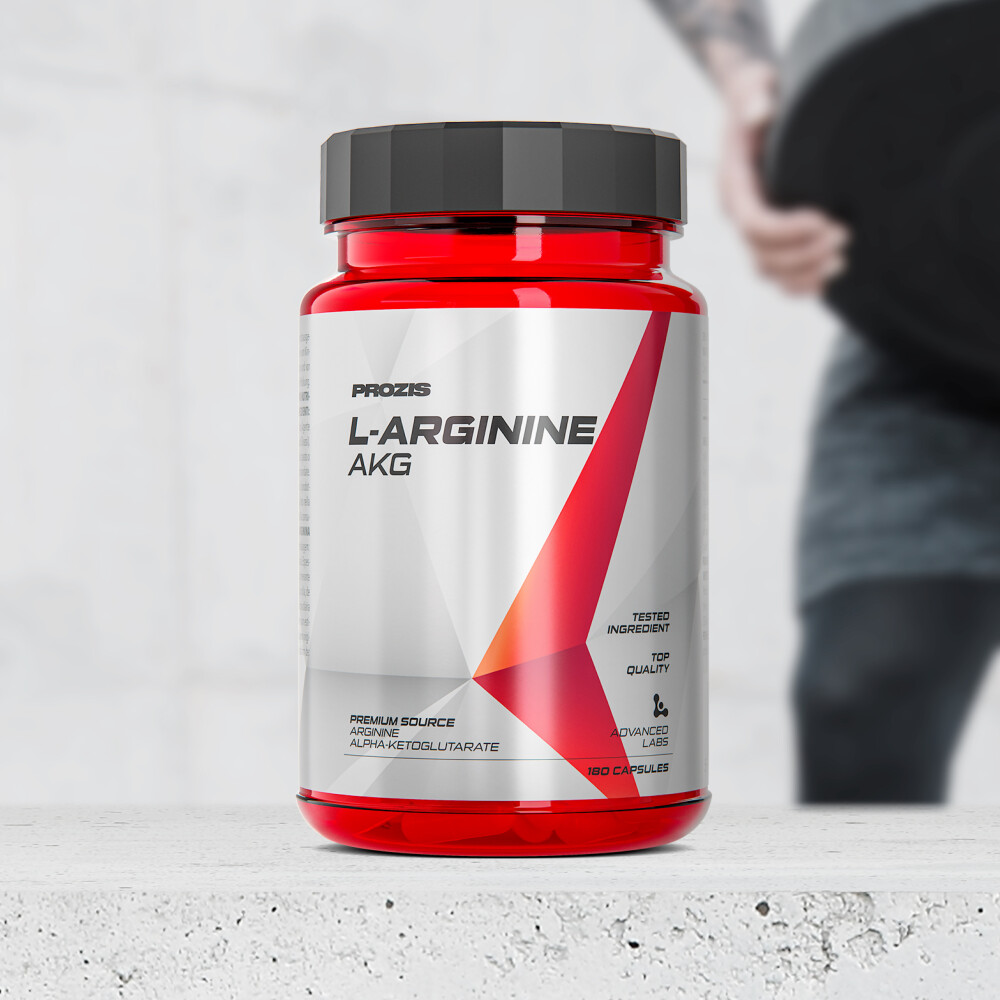 PROZIS
L-ARGININE
AKG
TESTED
INGREDIENT
TOP
QUALITY
ADVANCED
LABS
PREMIUM SOURCE
ARGININE
ALPHA-KETOGLUTARATE
180 CAPSULES